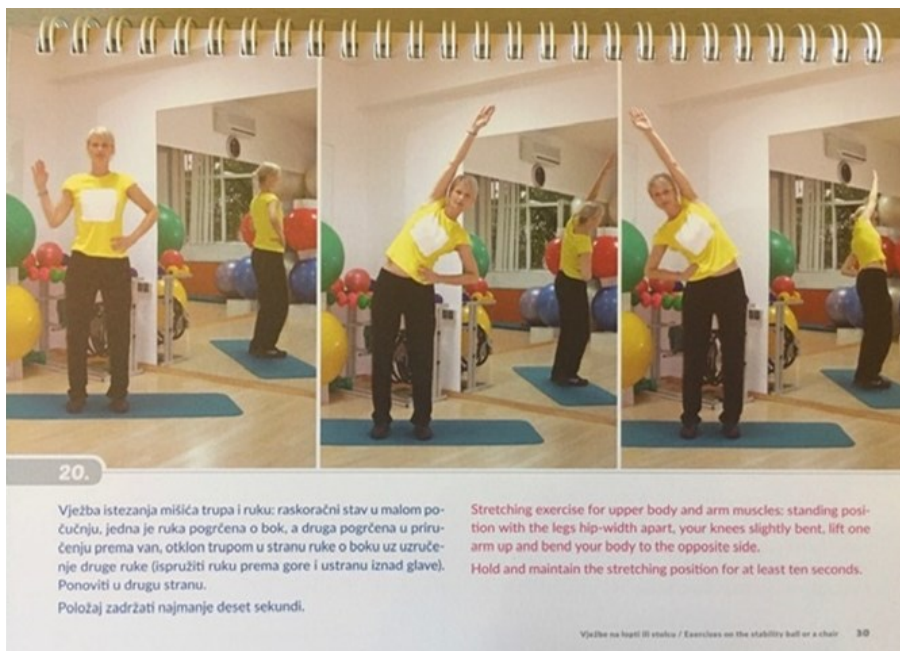 20.
Vježba istezanja mišića trupa i ruku: raskoračni stav u malom po-
čučnju, jedna je ruka pogrčena o bok, a druga pogrčena u priru-
čenju prema van, otklon trupom u stranu ruke o boku uz uzruče-
nje druge ruke (ispružiti ruku prema gore i ustranu iznad glave).
Ponoviti u drugu stranu.
Položaj zadržati najmanje deset sekundi.
Stretching exercise for upper body and arm muscles: standing posi-
tion with the legs hip-width apart, your knees slightly bent, lift one
arm up and bend your body to the opposite side.
Hold and maintain the stretching position for at least ten seconds.
Vježbe na lopti ili stolcu / Exercises on the stability ball or a chair 30